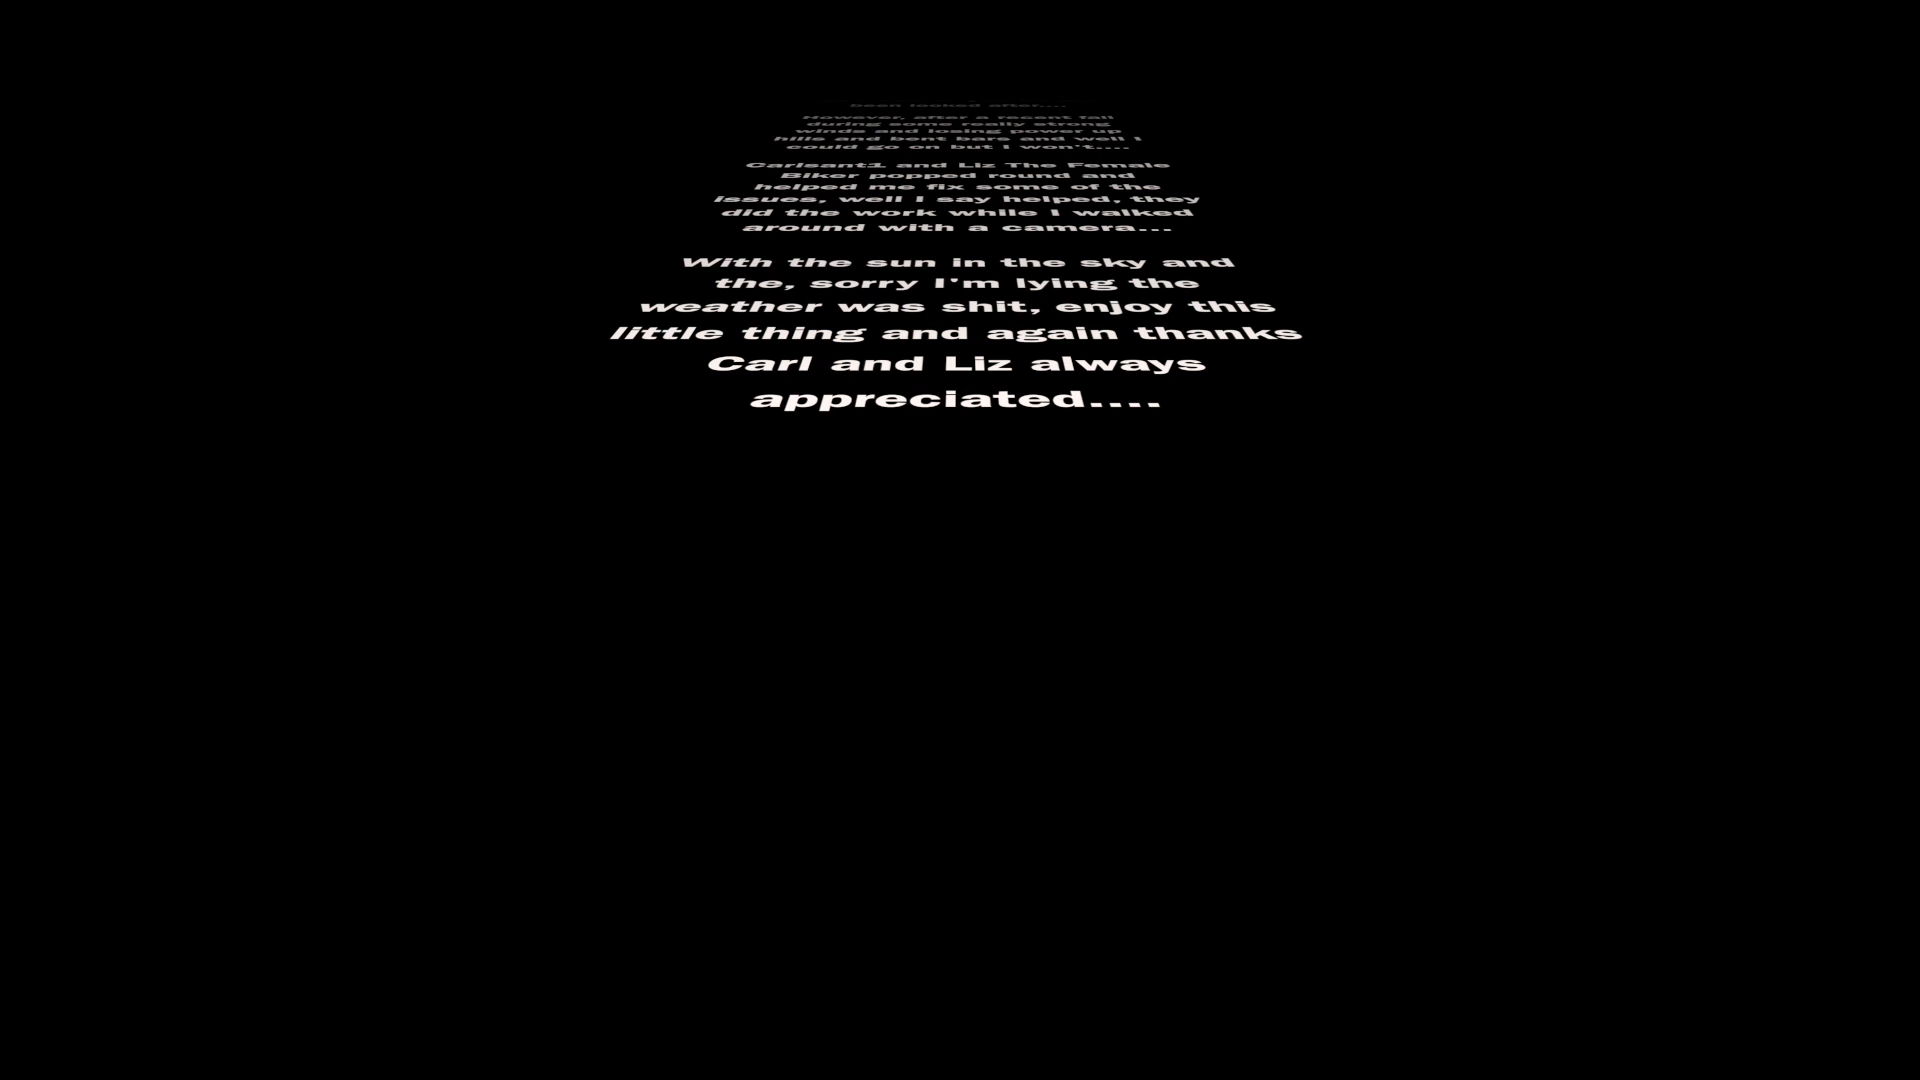 been looked after....
However, after a recent fall
during some really strong
winds and losing power up
hills and bent bars and well I
could go on but I won't....
Carlsant1 and Liz The Female
Biker popped round and
helped me fix some of the
issues, well I say helped, they
did the work while I walked
around with a camera...
With the sun in the sky and
the, sorry I'm lying the
weather was shit, enjoy this
little thing and again thanks
Carl and Liz always
appreciated....